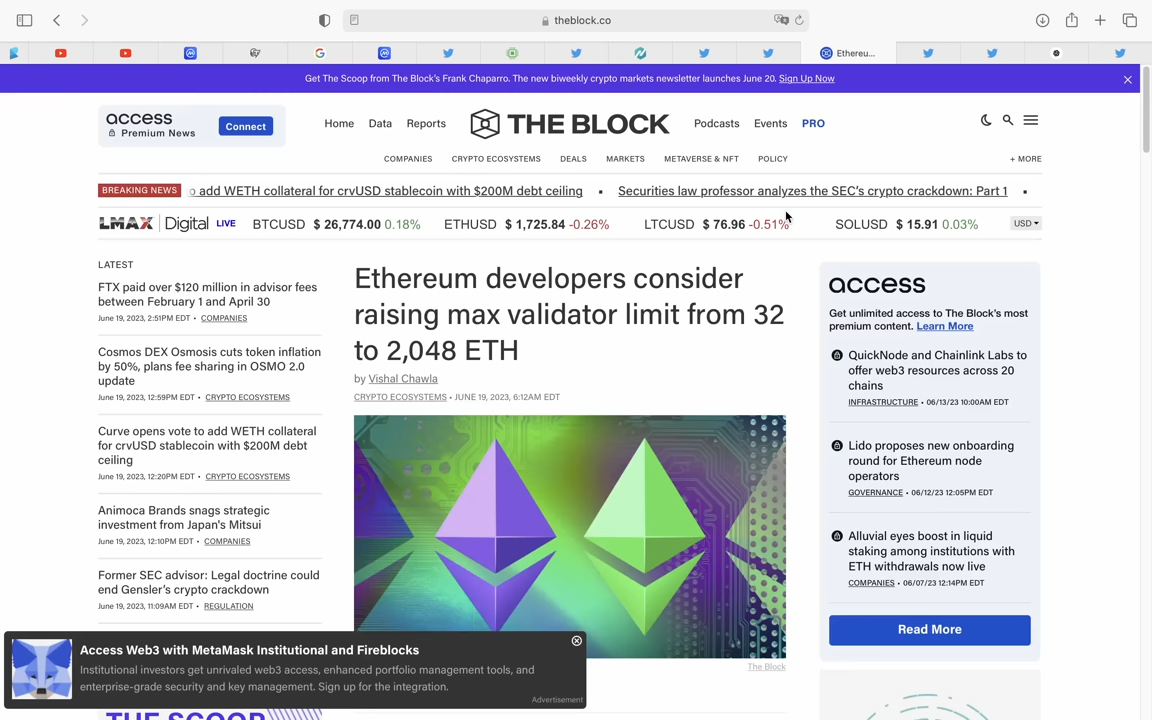 theblock.co
Ethereu...
Get The Scoop from The Block's Frank Chaparro. The new biweekly crypto markets newsletter launches June 20. Sign Up Now
access
Premium News
Connect
Home
Data
Reports
THE BLOCK
Podcasts
Events
PRO
COMPANIES
CRYPTO ECOSYSTEMS
DEALS
MARKETS
METAVERSE & NFT
POLICY
+ MORE
BREAKING NEWS
o add WETH collateral for crvUSD stablecoin with $200M debt ceiling
Securities law professor analyzes the SEC's crypto crackdown: Part 1
LMAX Digital LIVE
BTCUSD $ 26,774.00 0.18%
ETHUSD $ 1,725.84 -0.26%
LTCUSD $ 76.96 -0.51%
SOLUSD $ 15.91 0.03%
USD
LATEST
FTX paid over $120 million in advisor fees
between February 1 and April 30
June 19, 2023, 2:51PM EDT • COMPANIES
Cosmos DEX Osmosis cuts token inflation
by 50%, plans fee sharing in OSMO 2.0
update
June 19, 2023, 12:59PM EDT • CRYPTO ECOSYSTEMS
Curve opens vote to add WETH collateral
for crvUSD stablecoin with $200M debt
ceiling
June 19, 2023, 12:20PM EDT • CRYPTO ECOSYSTEMS
Animoca Brands snags strategic
investment from Japan's Mitsui
June 19, 2023, 12:10PM EDT • COMPANIES
Former SEC advisor: Legal doctrine could
end Gensler's crypto crackdown
June 19, 2023, 11:09AM EDT • REGULATION
Ethereum developers consider
raising max validator limit from 32
to 2,048 ETH
by Vishal Chawla
CRYPTO ECOSYSTEMS • JUNE 19, 2023, 6:12AM EDT
The Block
access
Get unlimited access to The Block's most
premium content. Learn More
QuickNode and Chainlink Labs to
offer web3 resources across 20
chains
INFRASTRUCTURE • 06/13/23 10:00AM EDT
Lido proposes new onboarding
round for Ethereum node
operators
GOVERNANCE • 06/12/23 12:05PM EDT
Alluvial eyes boost in liquid
staking among institutions with
ETH withdrawals now live
COMPANIES • 06/07/23 12:14PM EDT
Read More
Access Web3 with MetaMask Institutional and Fireblocks
Institutional investors get unrivaled web3 access, enhanced portfolio management tools, and
enterprise-grade security and key management. Sign up for the integration.
Advertisement
THE SCOOP